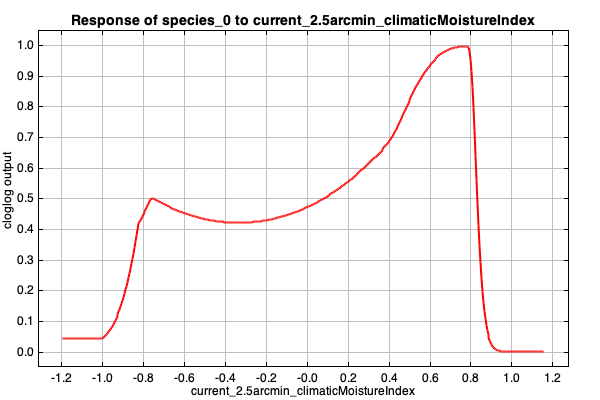 Response of species_0 to current_2.5arcmin_climaticMoistureIndex
cloglog output
1.0
0.9
0.8
0.7
0.6
0.5
0.4
0.3
0.2
0.1
0.0
-1.2 -1.0 -0.8 -0.6 -0.4 -0.2 -0.0 0.2 0.4 0.6 0.8 1.0 1.2
current_2.5arcmin_climaticMoistureIndex